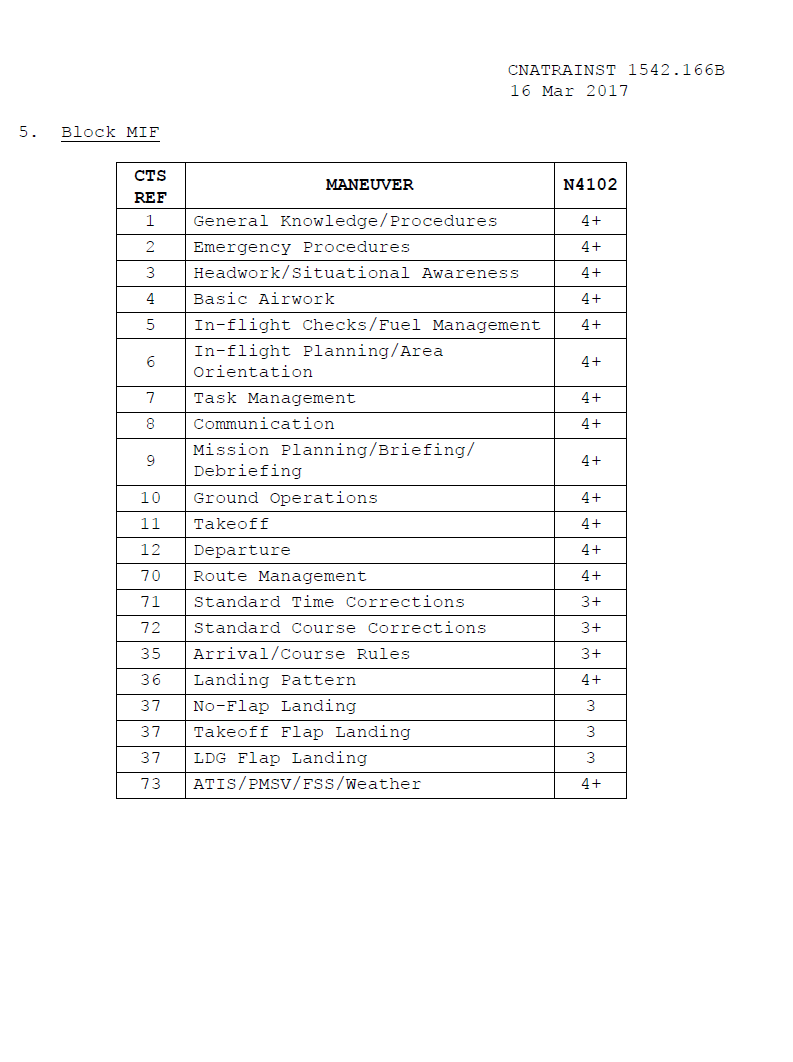 CNATRAINST 1542.166B
16 Mar 2017
5. Block MIF
CTS
REF MANEUVER N4102
1 General Knowledge/Procedures 4+
2 Emergency Procedures 4+
3 Headwork/Situational Awareness 4+
4 Basic Airwork 4+
5 In-flight Checks/Fuel Management 4+
6 In-flight Planning/Area
Orientation 4+
7 Task Management 4+
8 Communication 4+
9 Mission Planning/Briefing/
Debriefing 4+
10 Ground Operations 4+
11 Takeoff 4+
12 Departure 4+
70 Route Management 4+
71 Standard Time Corrections 3+
72 Standard Course Corrections 3+
35 Arrival/Course Rules 3+
36 Landing Pattern 4+
37 No-Flap Landing 3
37 Takeoff Flap Landing 3
37 LDG Flap Landing 3
73 ATIS/PMSV/FSS/Weather 4+